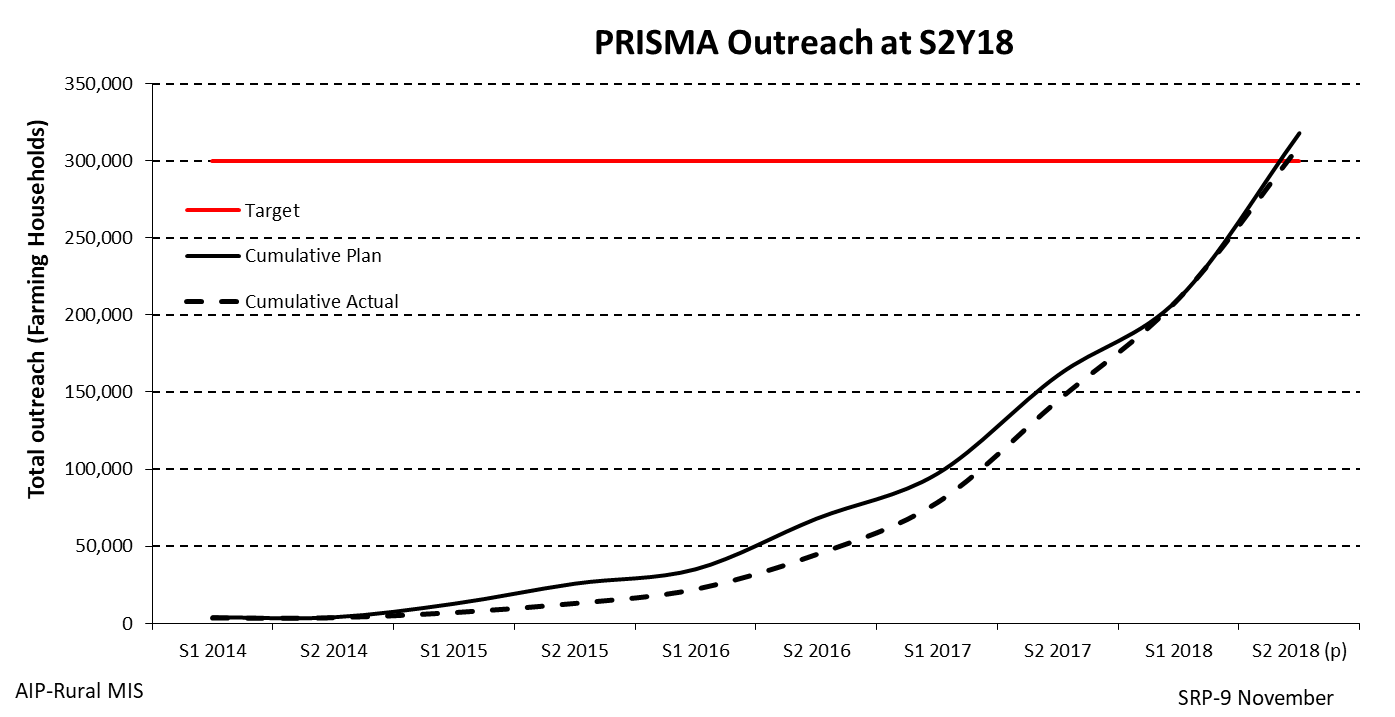 PRISMA Outreach at S2Y18
Total outreach (Farming Households)
350,000
300,000
250,000
200,000
150,000
100,000
50,000
0
Target
Cumulative Plan
Cumulative Actual
S1 2014 S2 2014 S1 2015 S2 2015 S1 2016 S2 2016 S1 2017 S2 2017 S1 2018 S2 2018 (p)
AIP-Rural MIS
SRP-9 November